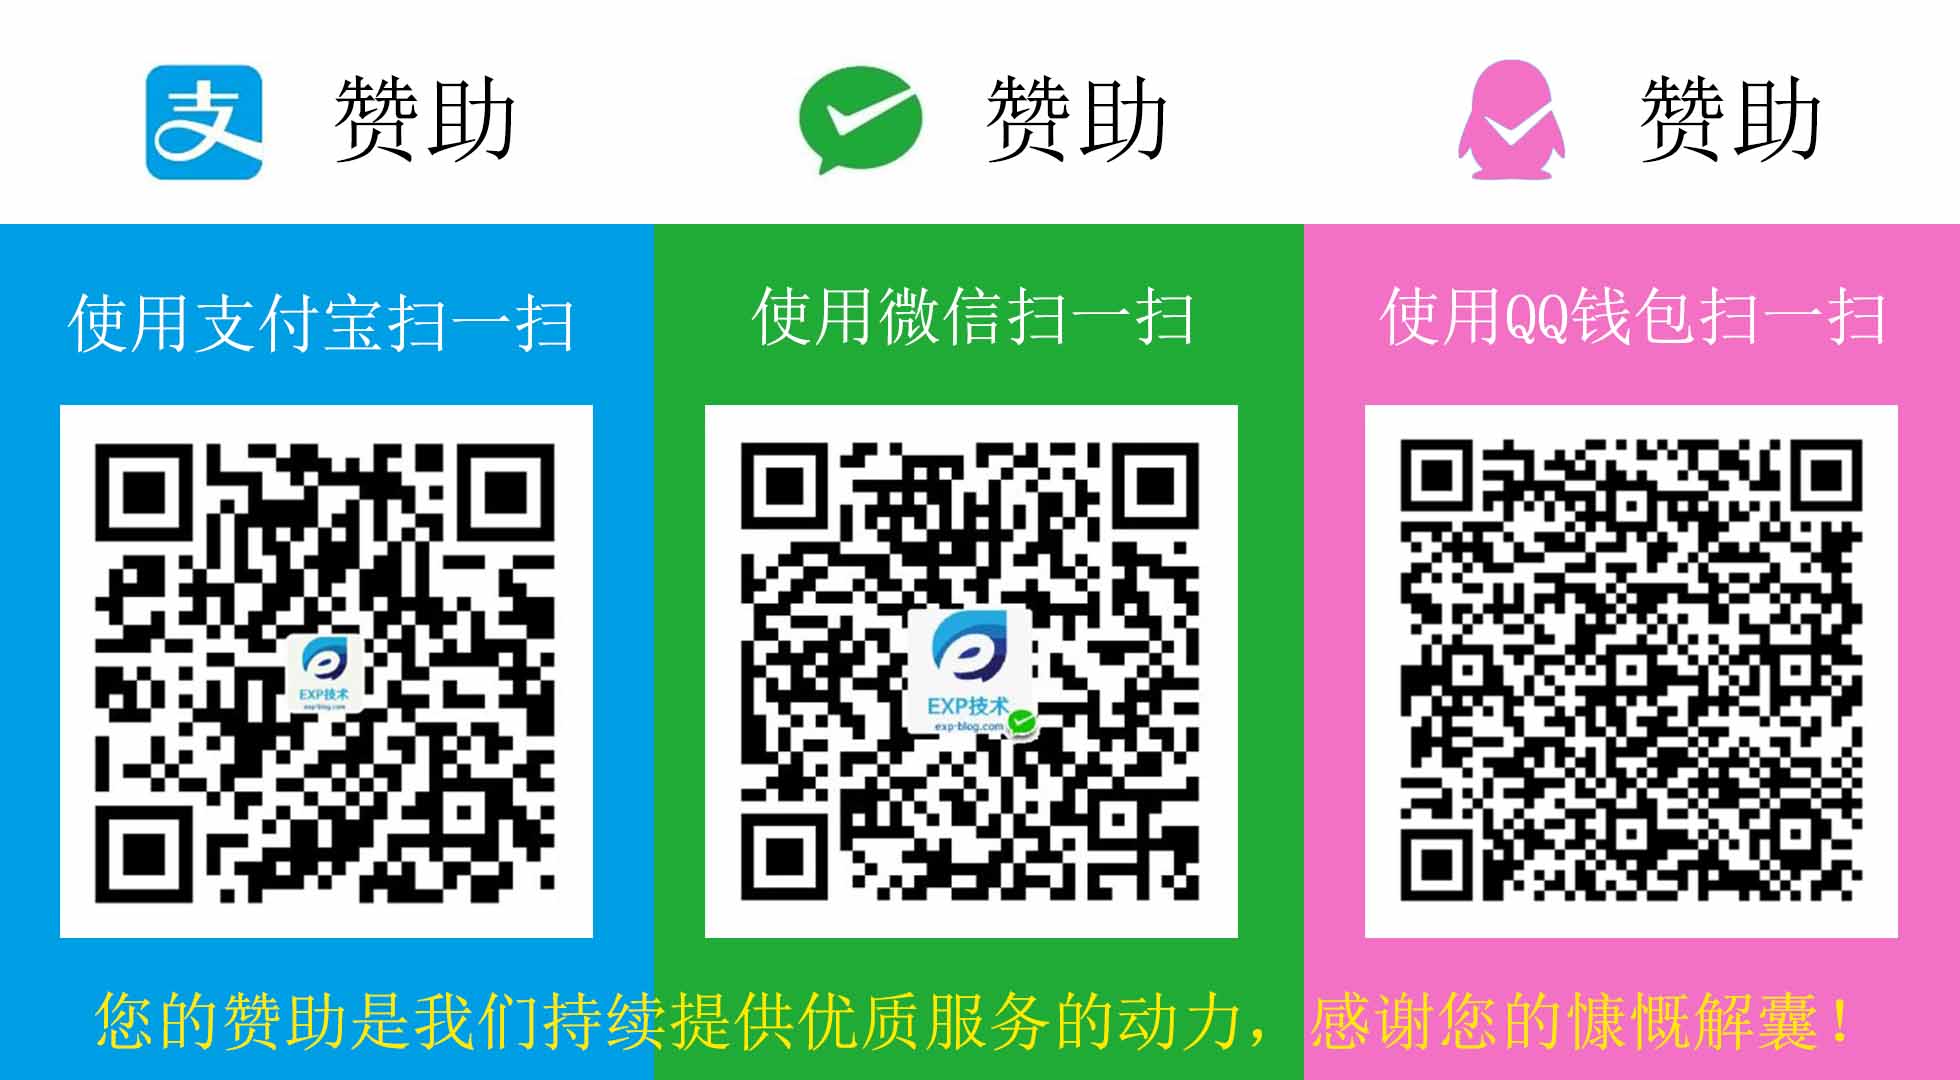 支 赞助
赞助
赞助
使用支付宝扫一扫
使用微信扫一扫
使用QQ钱包扫一扫
EXP技术
exp-blog.com
EXP技术
exp-blog.com
您的赞助是我们持续提供优质服务的动力，感谢您的慷慨解囊！